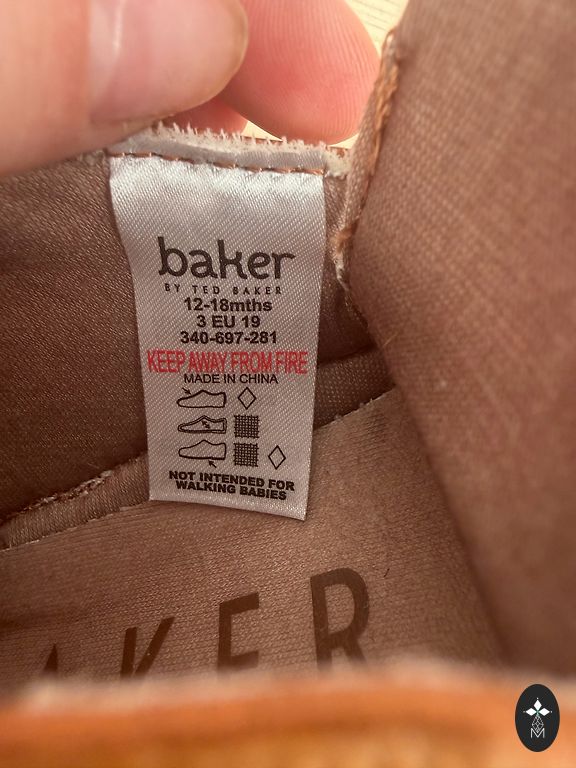 baker
BY TED BAKER
12-18mths
3 EU 19
340-697-281
KEEP AWAY FROM FIRE
MADE IN CHINA
NOT INTENDED FOR
WALKING BABIES
AKER
M